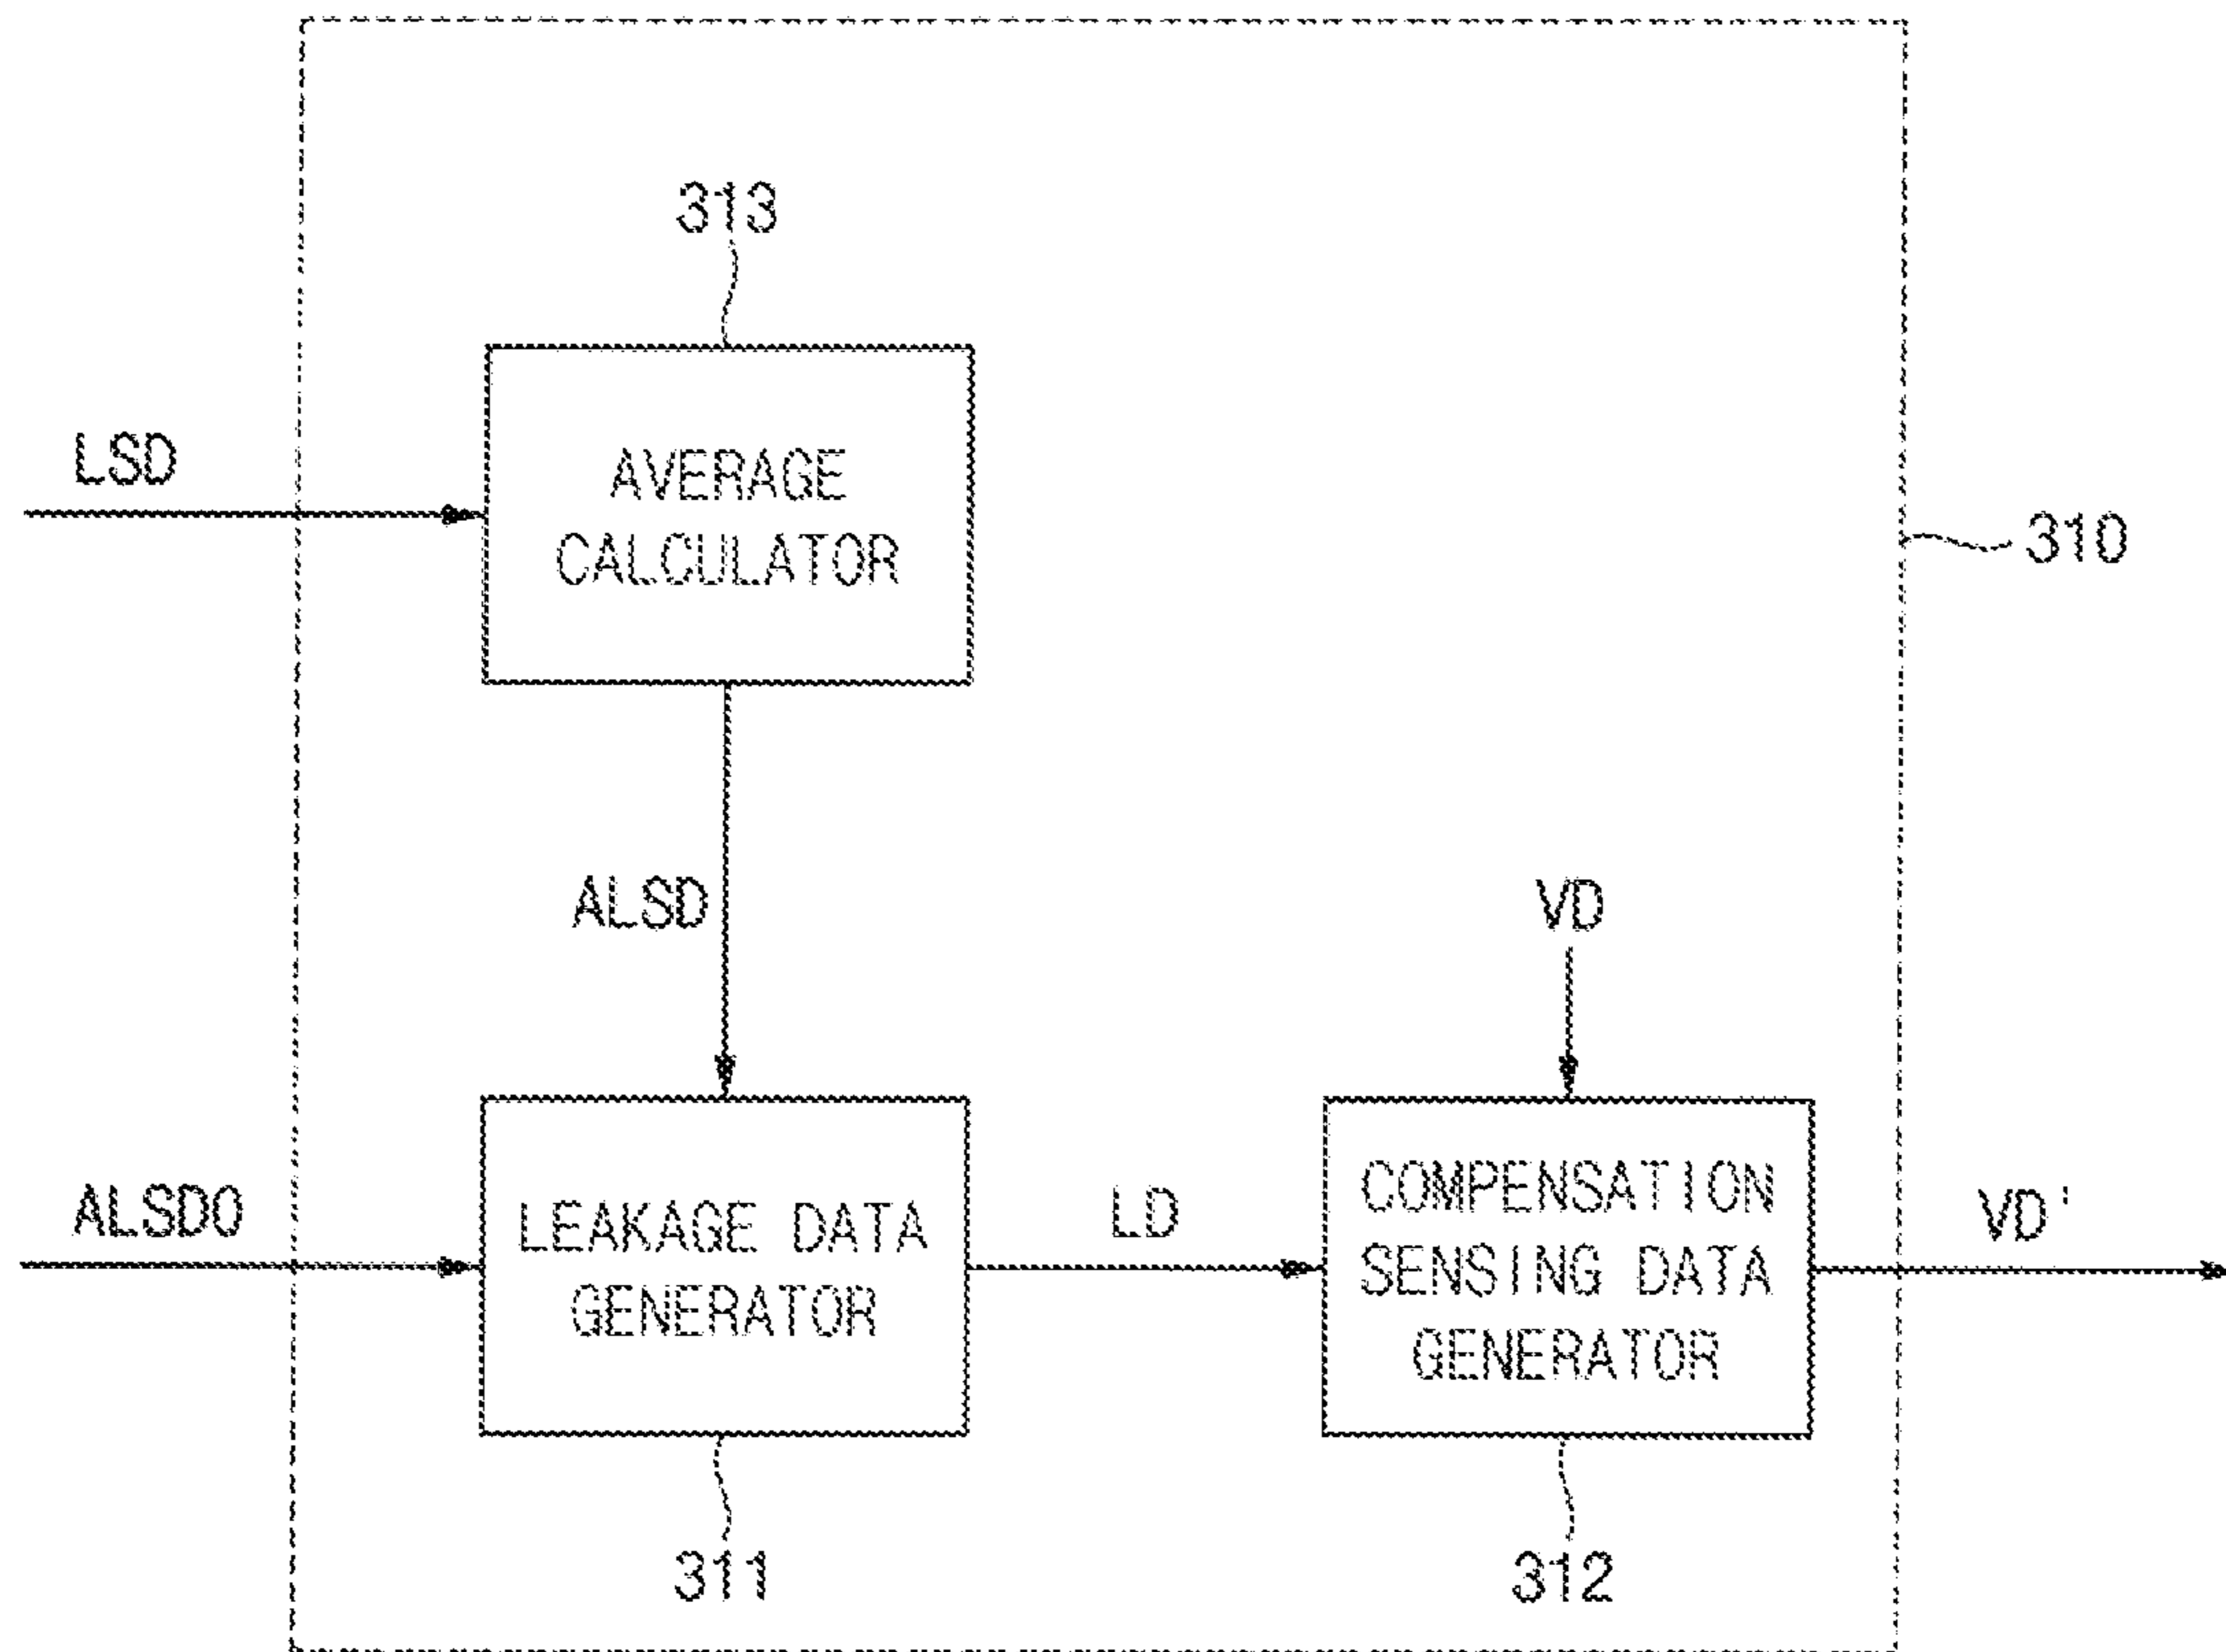 313
LSD
AVERAGE
CALCULATOR
310
ALSD
VD
ALSD0
LEAKAGE DATA
GENERATOR
LD
COMPENSATION
SENSING DATA
GENERATOR
VD'
311
312